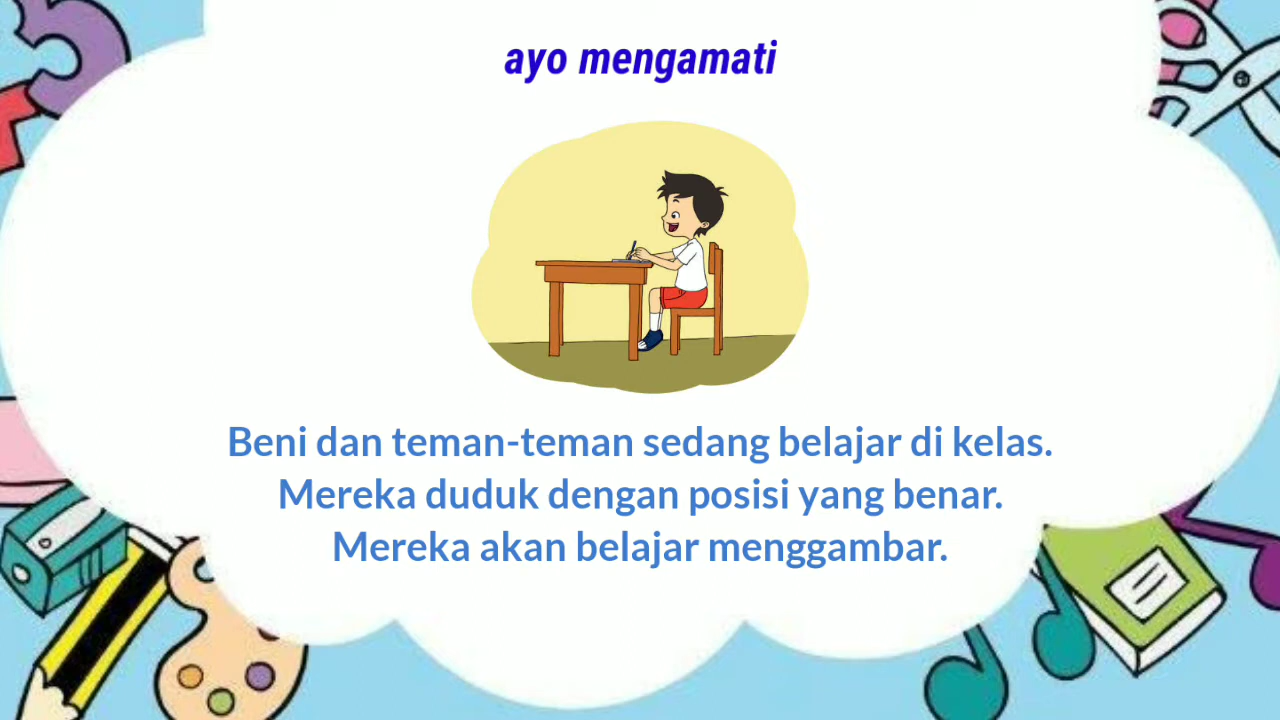 ayo mengamati
Beni dan teman-teman sedang belajar di kelas.
Mereka duduk dengan posisi yang benar.
Mereka akan belajar menggambar.